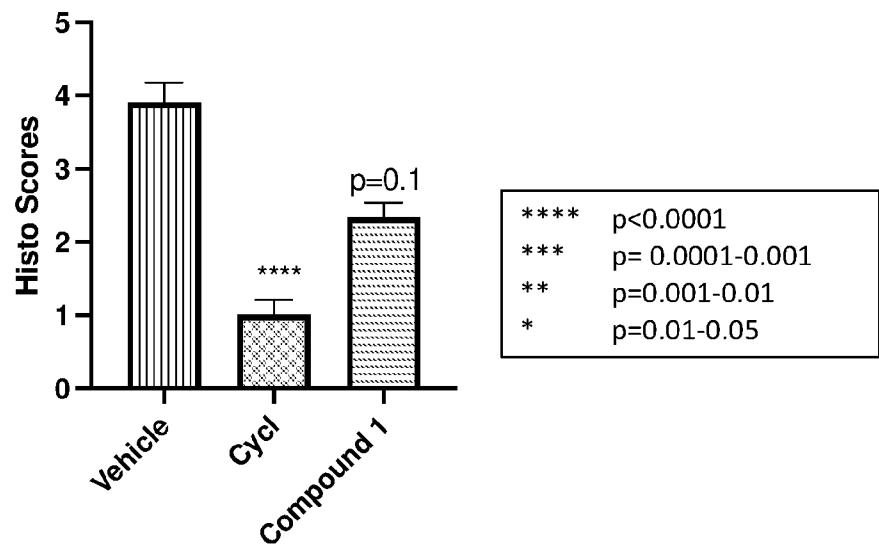 Histo Scores
5
4
3
2
1
0
p=0.1
****
Vehicle
Cycl
Compound 1
**** p<0.0001
*** p= 0.0001-0.001
** p=0.001-0.01
* p=0.01-0.05